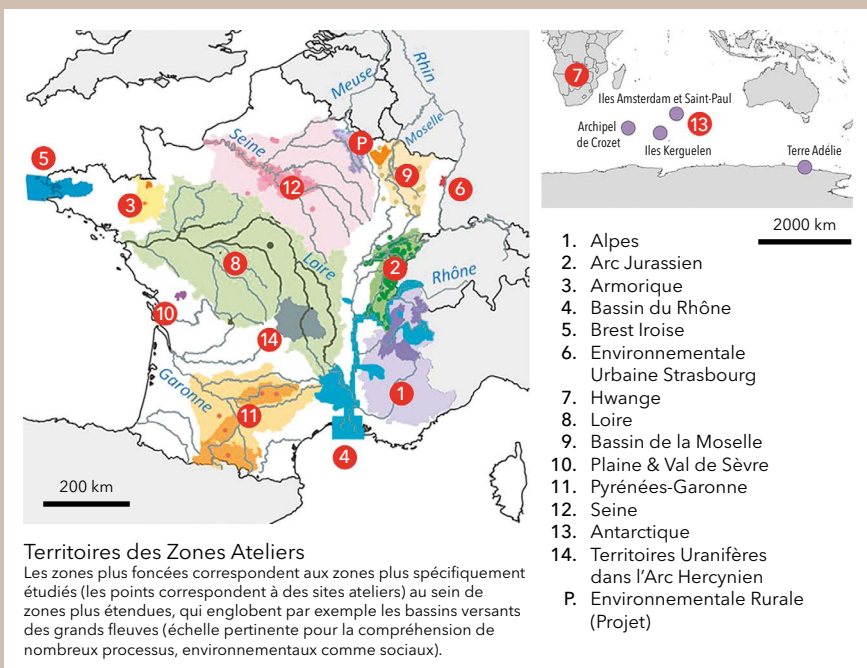 Meuse
Rhin
Moselle
Seine
Loire
Rhône
Garonne
P
5
3
12
9
6
8
2
10
14
11
1
4
200 km
7
Iles Amsterdam et Saint-Paul
13
Archipel
de Crozet
Iles Kerguelen
Terre Adélie
2000 km
1. Alpes
2. Arc Jurassien
3. Armorique
4. Bassin du Rhône
5. Brest Iroise
6. Environnementale
Urbaine Strasbourg
7. Hwange
8. Loire
9. Bassin de la Moselle
10. Plaine & Val de Sèvre
11. Pyrénées-Garonne
12. Seine
13. Antarctique
14. Territoires Uranifères
dans l'Arc Hercynien
P. Environnementale Rurale
(Projet)
Territoires des Zones Ateliers
Les zones plus foncées correspondent aux zones plus spécifiquement
étudiés (les points correspondent à des sites ateliers) au sein de
zones plus étendues, qui englobent par exemple les bassins versants
des grands fleuves (échelle pertinente pour la compréhension de
nombreux processus, environnementaux comme sociaux).